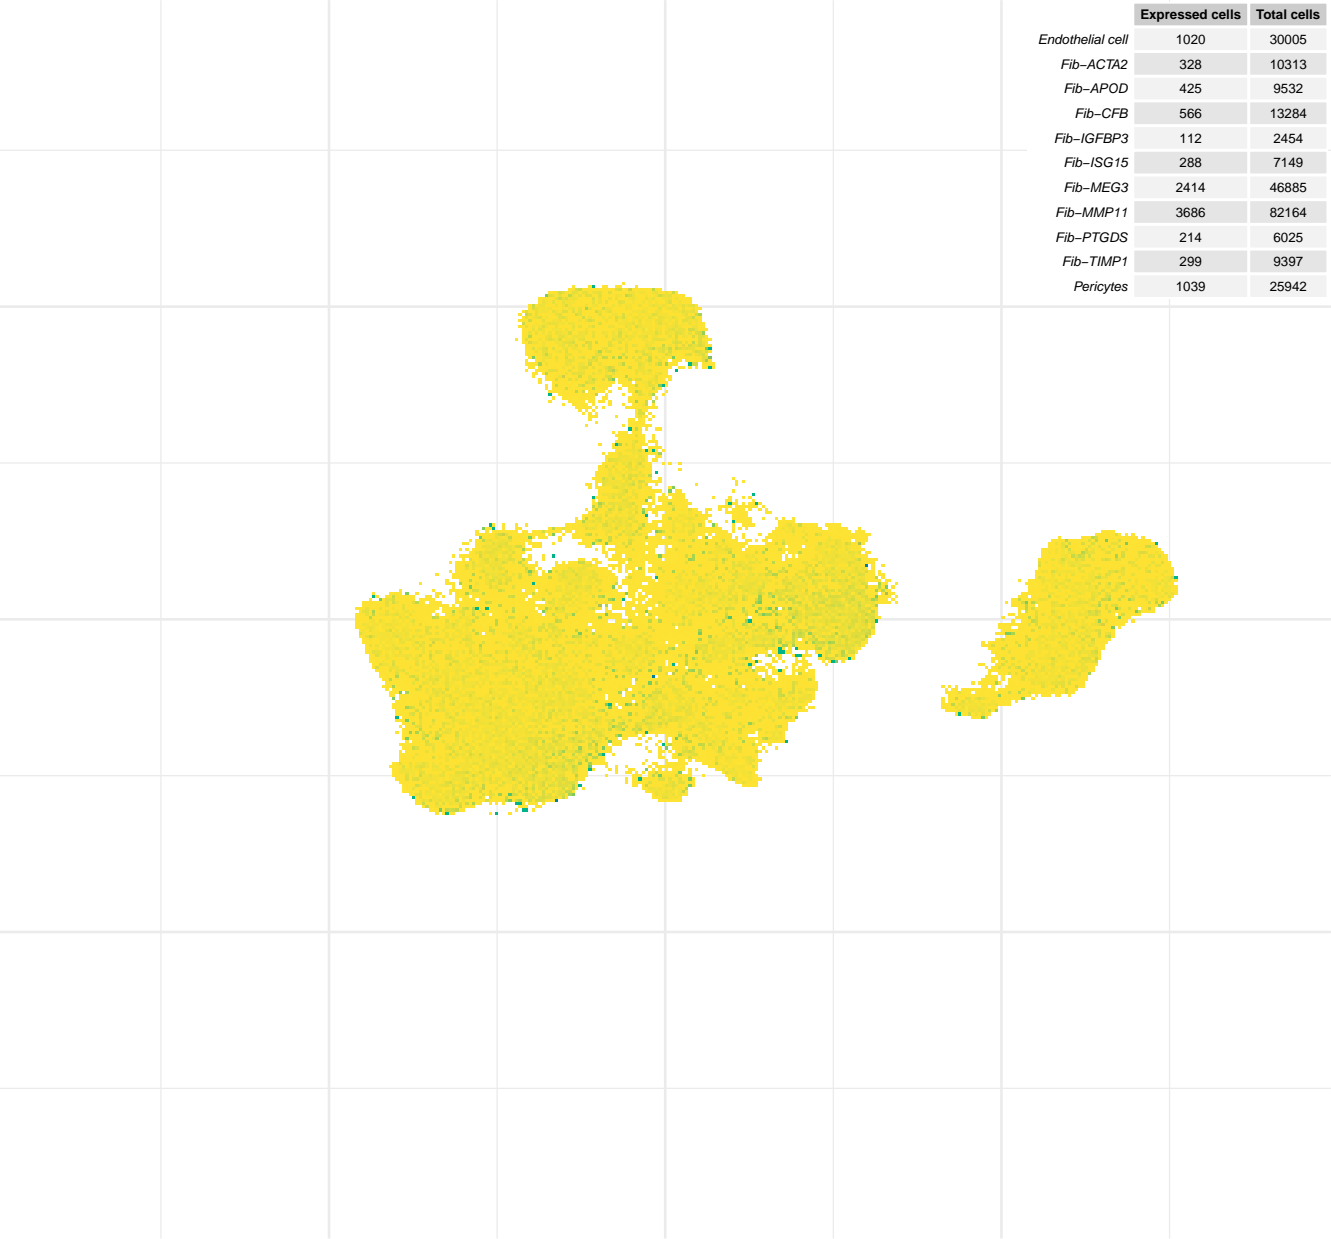 Expressed cells Total cells
Endothelial cell 1020 30005
Fib−ACTA2 328 10313
Fib−APOD 425 9532
Fib−CFB 566 13284
Fib−IGFBP3 112 2454
Fib−ISG15 288 7149
Fib−MEG3 2414 46885
Fib−MMP11 3686 82164
Fib−PTGDS 214 6025
Fib−TIMP1 299 9397
Pericytes 1039 25942